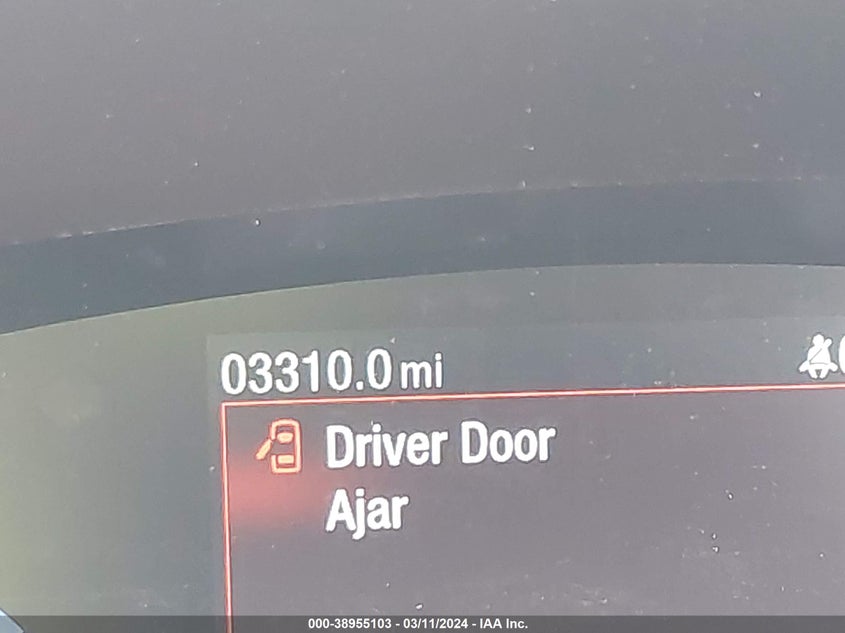 03310.0 mi
Driver Door
Ajar
000-38955103 - 03/11/2024 - IAA Inc.